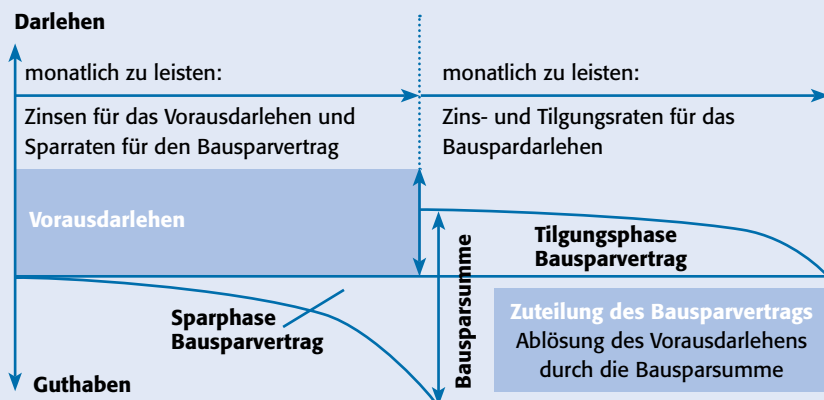 Darlehen
monatlich zu leisten:
Zinsen für das Vorausdarlehen und
Sparraten für den Bausparvertrag
monatlich zu leisten:
Zins- und Tilgungsraten für das
Bauspardarlehen
Vorausdarlehen
Tilgungsphase
Bausparvertrag
Bausparsumme
Sparphase
Bausparvertrag
Zuteilung des Bausparvertrags
Ablösung des Vorausdarlehens
durch die Bausparsumme
Guthaben